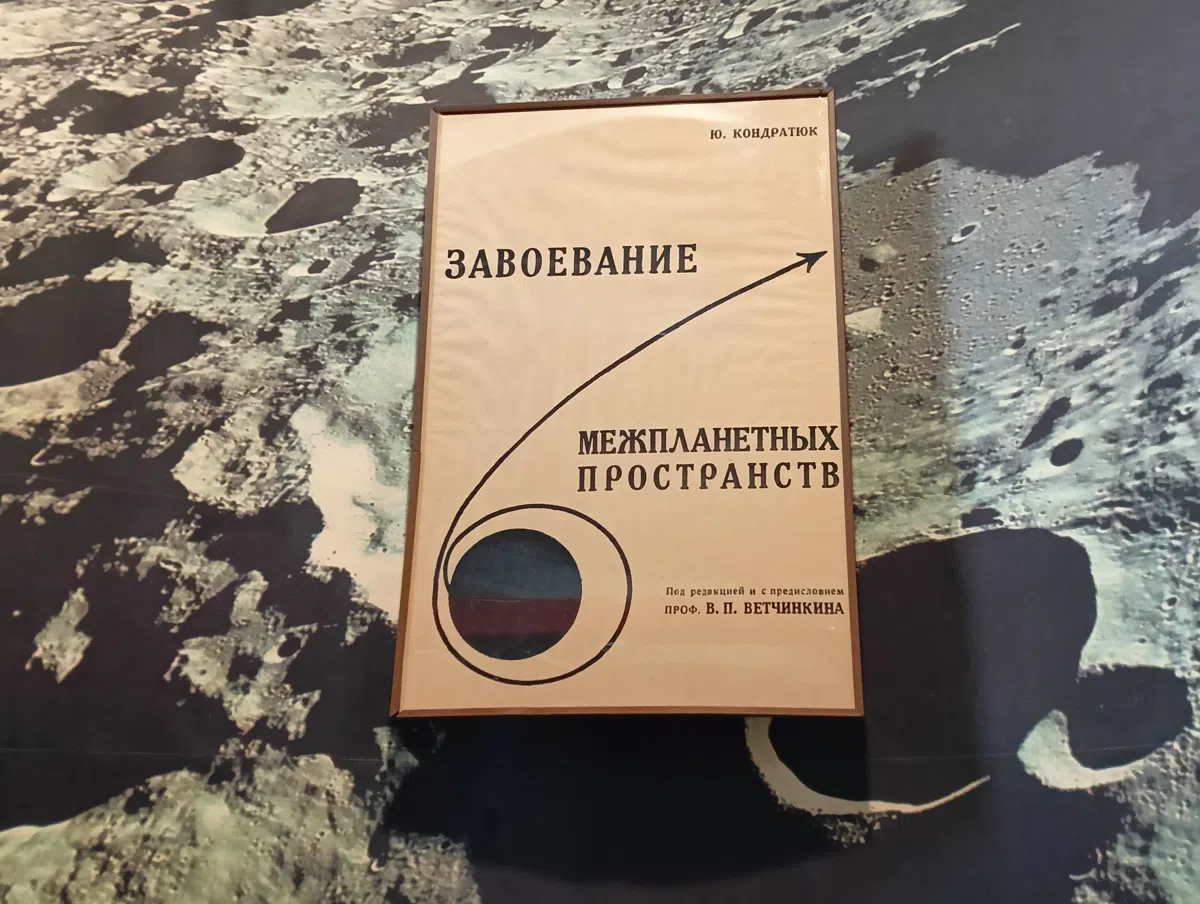 Ю. КОНДРАТЮК
ЗАВОЕВАНИЕ
МЕЖПЛАНЕТНЫХ
ПРОСТРАНСТВ
Под редакцией и с предисловием
ПРОФ. В. П. ВЕТЧИНКИНА